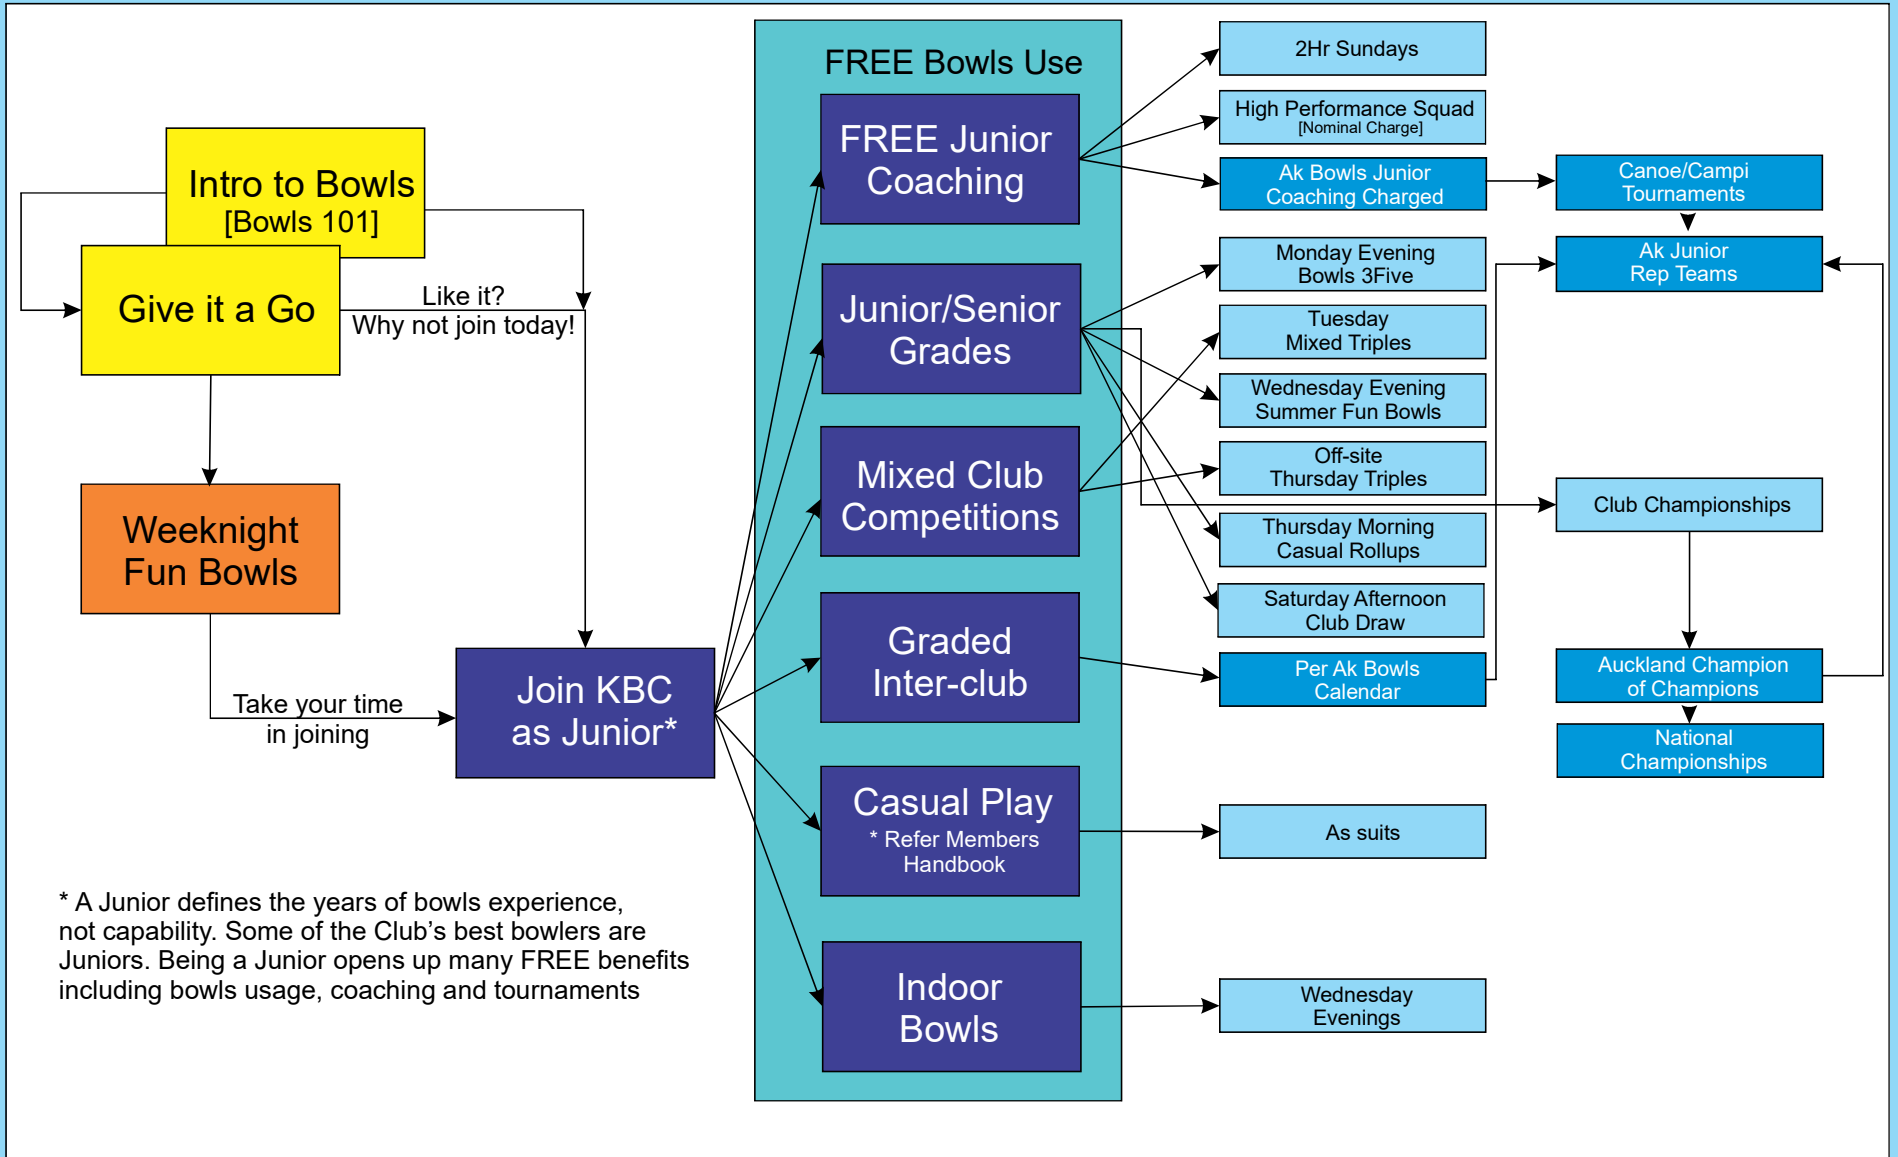 Intro to Bowls
[Bowls 101]
Give it a Go
Like it?
Why not join today!
Weeknight
Fun Bowls
Take your time
in joining
Join KBC
as Junior*
* A Junior defines the years of bowls experience,
not capability. Some of the Club's best bowlers are
Juniors. Being a Junior opens up many FREE benefits
including bowls usage, coaching and tournaments
FREE Bowls Use
FREE Junior
Coaching
Junior/Senior
Grades
Mixed Club
Competitions
Graded
Inter-club
Casual Play
* Refer Members
Handbook
Indoor
Bowls
2Hr Sundays
High Performance Squad
[Nominal Charge]
Ak Bowls Junior
Coaching Charged
Monday Evening
Bowls 3Five
Tuesday
Mixed Triples
Wednesday Evening
Summer Fun Bowls
Off-site
Thursday Triples
Thursday Morning
Casual Rollups
Saturday Afternoon
Club Draw
Per Ak Bowls
Calendar
As suits
Wednesday
Evenings
Canoe/Campi
Tournaments
Ak Junior
Rep Teams
Club Championships
Auckland Champion
of Champions
National
Championships